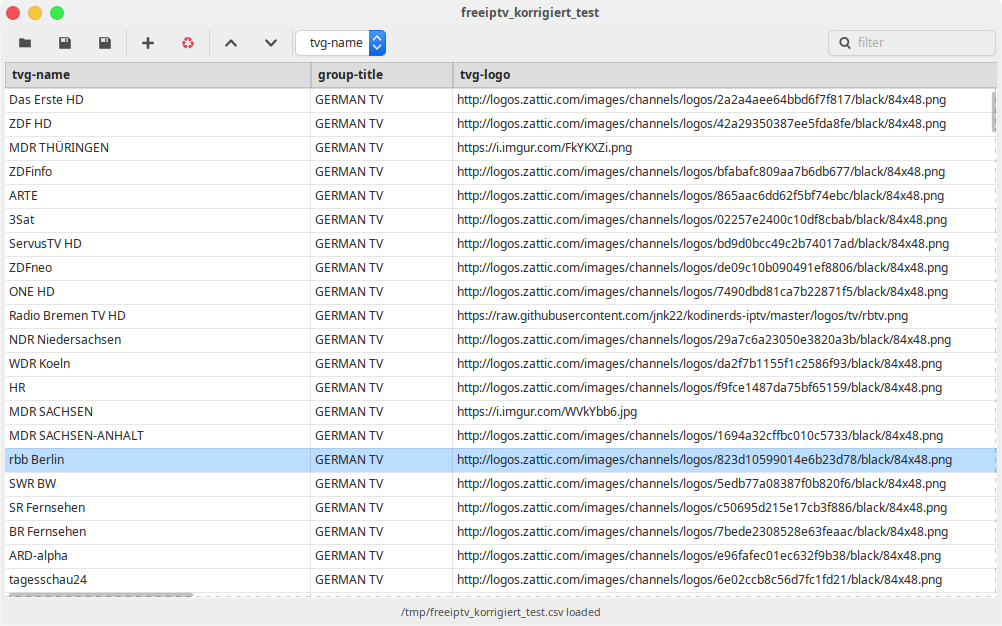 freeiptv_korrigiert_test
tvg-name filter
tvg-name group-title tvg-logo
Das Erste HD GERMAN TV http://logos.zattic.com/images/channels/logos/2a2a4aee64bbd6f7f817/black/84x48.png
ZDF HD GERMAN TV http://logos.zattic.com/images/channels/logos/42a29350387ee5fda8fe/black/84x48.png
MDR THÜRINGEN GERMAN TV https://i.imgur.com/FkYKXZi.png
ZDFinfo GERMAN TV http://logos.zattic.com/images/channels/logos/bfabafc809aa7b6db677/black/84x48.png
ARTE GERMAN TV http://logos.zattic.com/images/channels/logos/865aac6dd62f5bf74ebc/black/84x48.png
3Sat GERMAN TV http://logos.zattic.com/images/channels/logos/02257e2400c10df8cbab/black/84x48.png
ServusTV HD GERMAN TV http://logos.zattic.com/images/channels/logos/bd9d0bcc49c2b74017ad/black/84x48.png
ZDFneo GERMAN TV http://logos.zattic.com/images/channels/logos/de09c10b090491ef8806/black/84x48.png
ONE HD GERMAN TV http://logos.zattic.com/images/channels/logos/7490dbd81ca7b22871f5/black/84x48.png
Radio Bremen TV HD GERMAN TV https://raw.githubusercontent.com/jnk22/kodinerds-iptv/master/logos/tv/rbtv.png
NDR Niedersachsen GERMAN TV http://logos.zattic.com/images/channels/logos/29a7c6a23050e3820a3b/black/84x48.png
WDR Koeln GERMAN TV http://logos.zattic.com/images/channels/logos/da2f7b1155f1c2586f93/black/84x48.png
HR GERMAN TV http://logos.zattic.com/images/channels/logos/f9fce1487da75bf65159/black/84x48.png
MDR SACHSEN GERMAN TV https://i.imgur.com/WVkYbb6.jpg
MDR SACHSEN-ANHALT GERMAN TV http://logos.zattic.com/images/channels/logos/1694a32cffbc010c5733/black/84x48.png
rbb Berlin GERMAN TV http://logos.zattic.com/images/channels/logos/823d10599014e6b23d78/black/84x48.png
SWR BW GERMAN TV http://logos.zattic.com/images/channels/logos/5edb77a08387f0b820f6/black/84x48.png
SR Fernsehen GERMAN TV http://logos.zattic.com/images/channels/logos/c50695d215e17cb3f886/black/84x48.png
BR Fernsehen GERMAN TV http://logos.zattic.com/images/channels/logos/7bede2308528e63feaac/black/84x48.png
ARD-alpha GERMAN TV http://logos.zattic.com/images/channels/logos/e96fafec01ec632f9b38/black/84x48.png
tagesschau24 GERMAN TV http://logos.zattic.com/images/channels/logos/6e02ccb8c56d7fc1fd21/black/84x48.png
/tmp/freeiptv_korrigiert_test.csv loaded